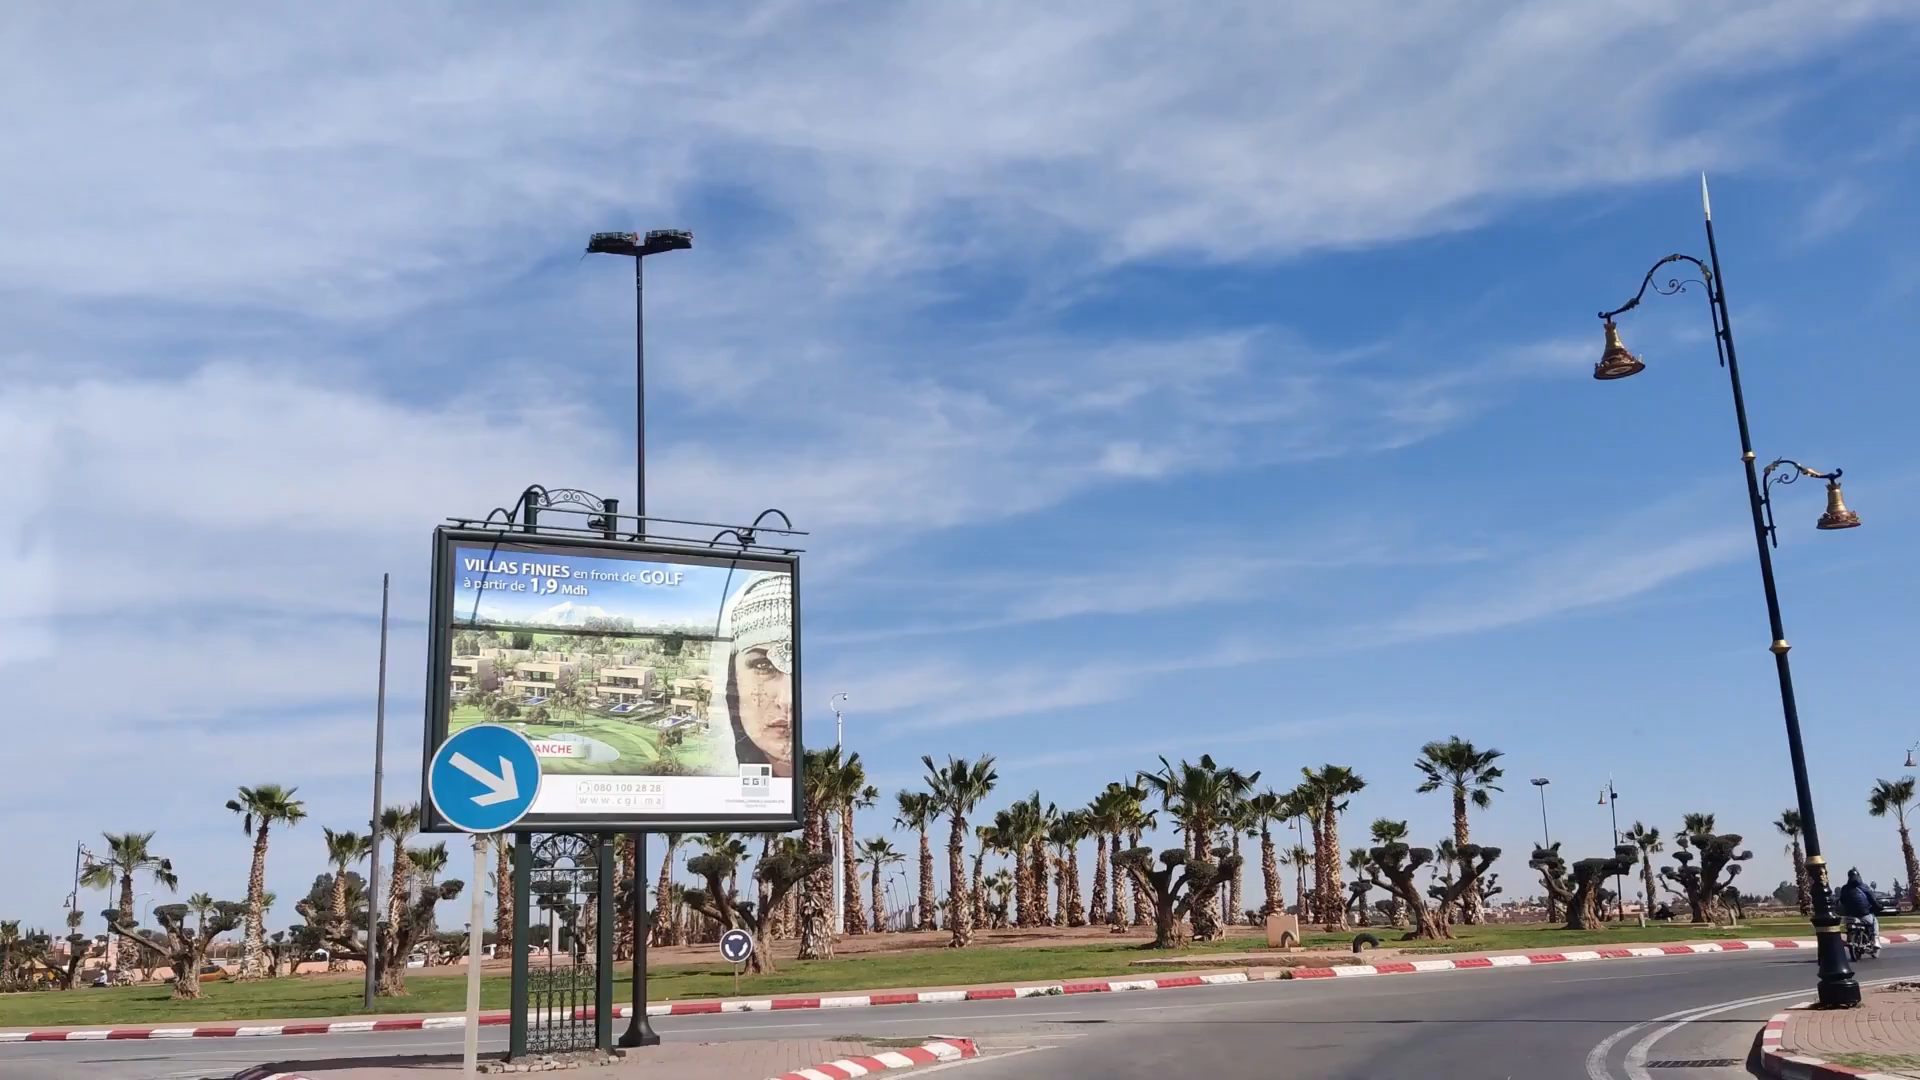 VILLAS FINIES en front de GOLF
à partir de 1,9 Mdh
ANCHE
080 100 28 28
www.cgi.ma
CGI